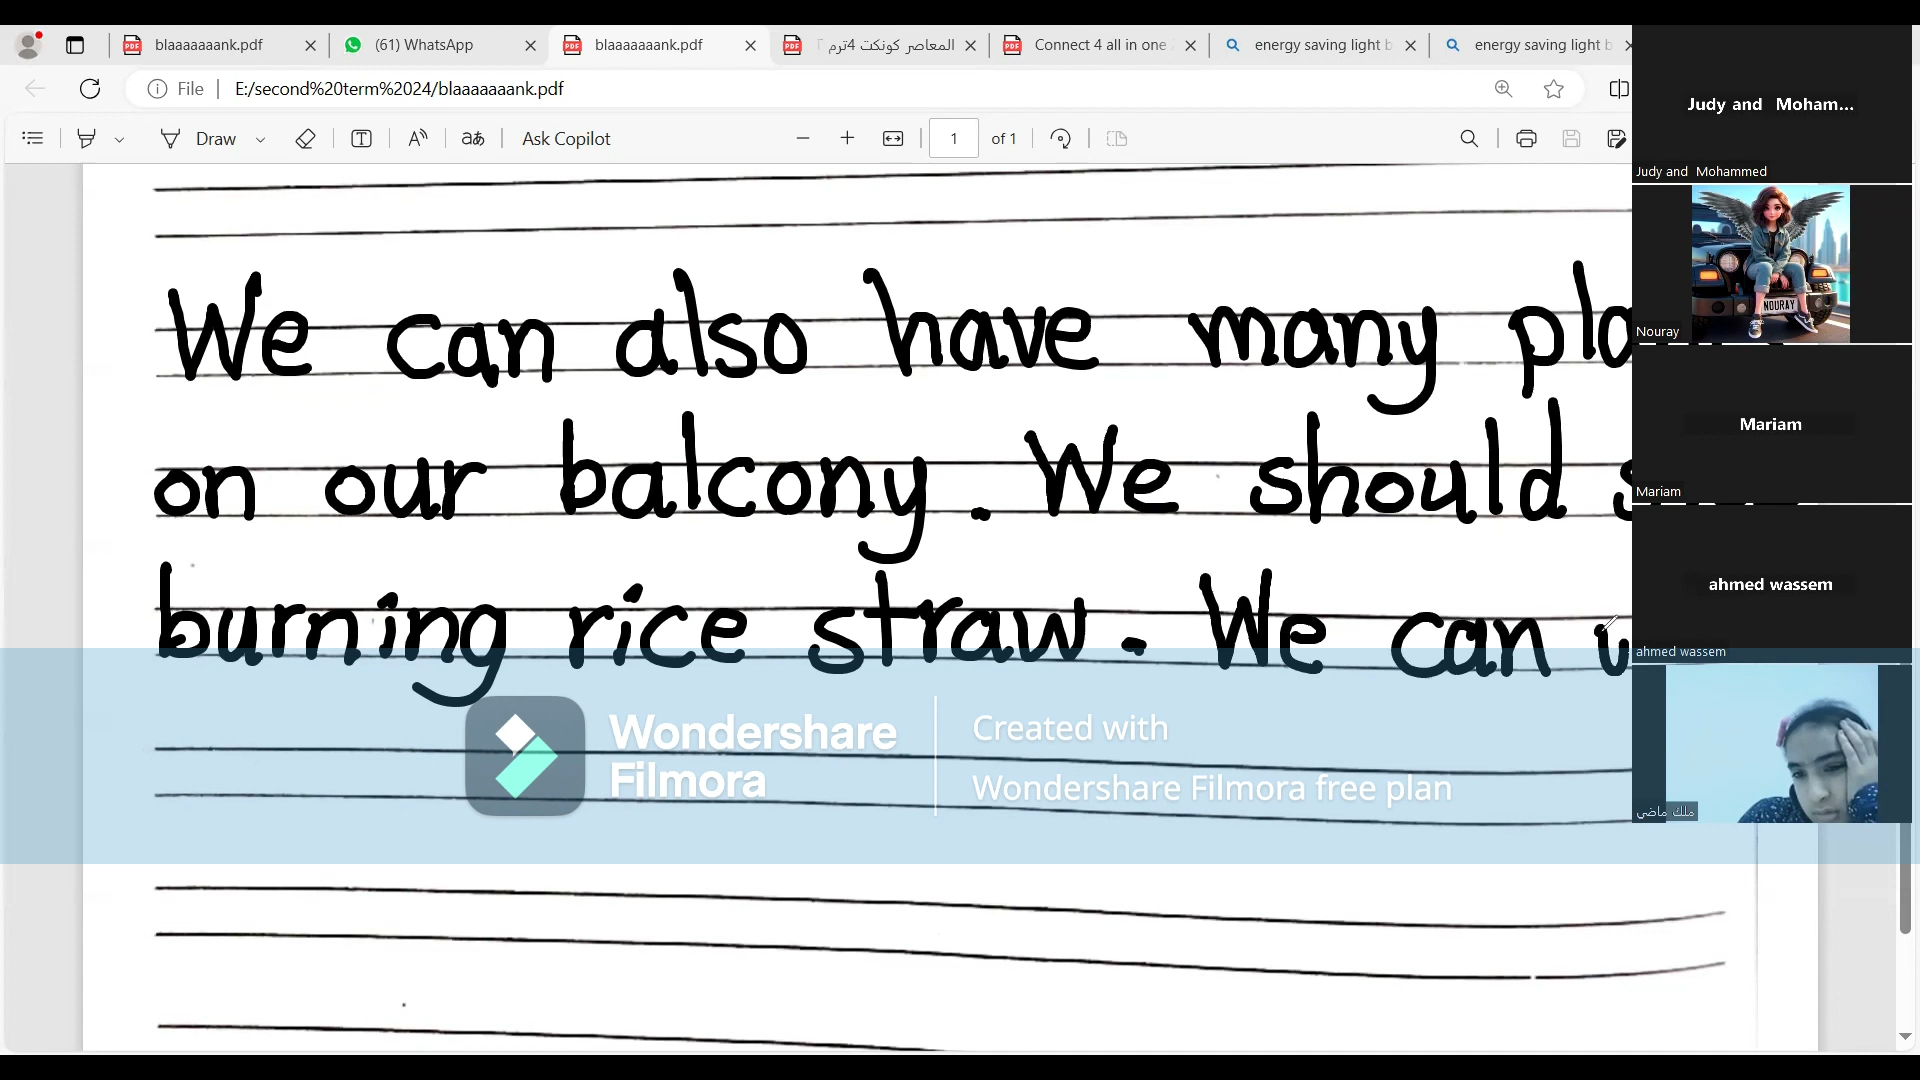 blaaaaaaank.pdf
(61) WhatsApp
blaaaaaaank.pdf
المعاصر كونكت 4ترم
Connect 4 all in one
energy saving light b
energy saving light b
File
E:/second%20term%2024/blaaaaaaank.pdf
Draw
Ask Copilot
1
of 1
Judy and Moham...
Judy and Mohammed
We can also have many
on our balcony. We should
burning rice straw. We can
NOURAY
Nouray
Mariam
Mariam
ahmed wassem
ahmed wassem
ملك ماضي
Wondershare
Filmora
Created with
Wondershare Filmora free plan